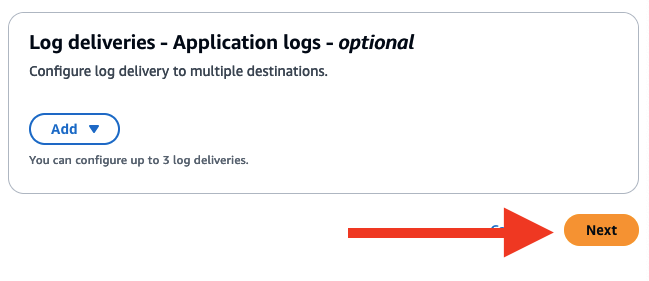 Log deliveries - Application logs - optional
Configure log delivery to multiple destinations.
Add
You can configure up to 3 log deliveries.
Next